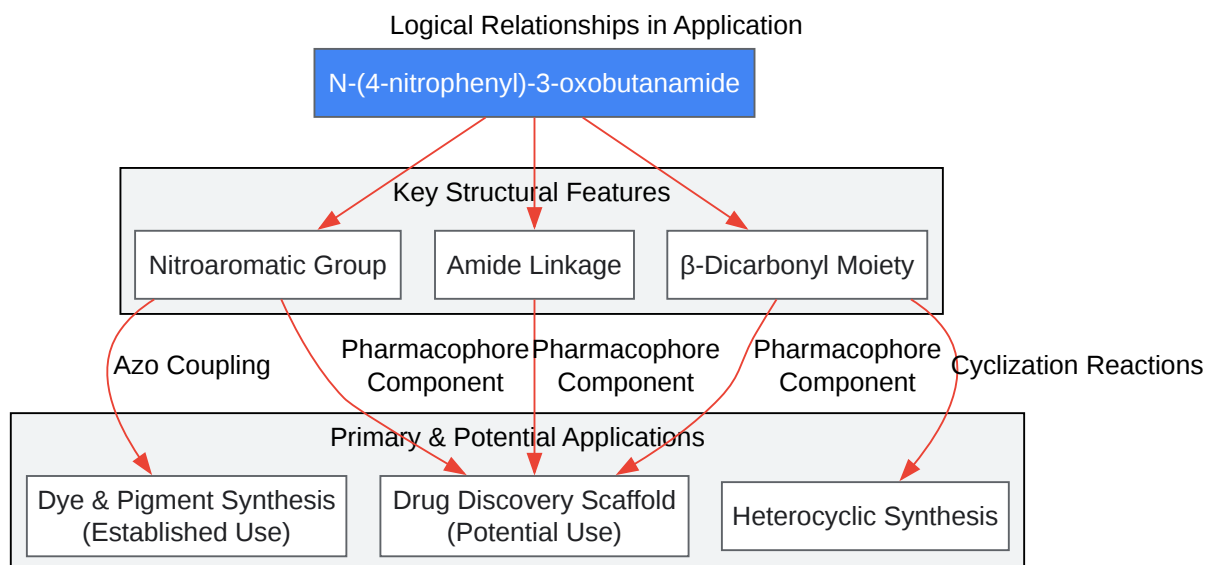 Logical Relationships in Application
N-(4-nitrophenyl)-3-oxobutanamide
Key Structural Features
Nitroaromatic Group
Amide Linkage
β-Dicarbonyl Moiety
Azo Coupling
Pharmacophore
Component
Pharmacophore
Component
Pharmacophore
Component
Cyclization Reactions
Primary & Potential Applications
Dye & Pigment Synthesis
(Established Use)
Drug Discovery Scaffold
(Potential Use)
Heterocyclic Synthesis